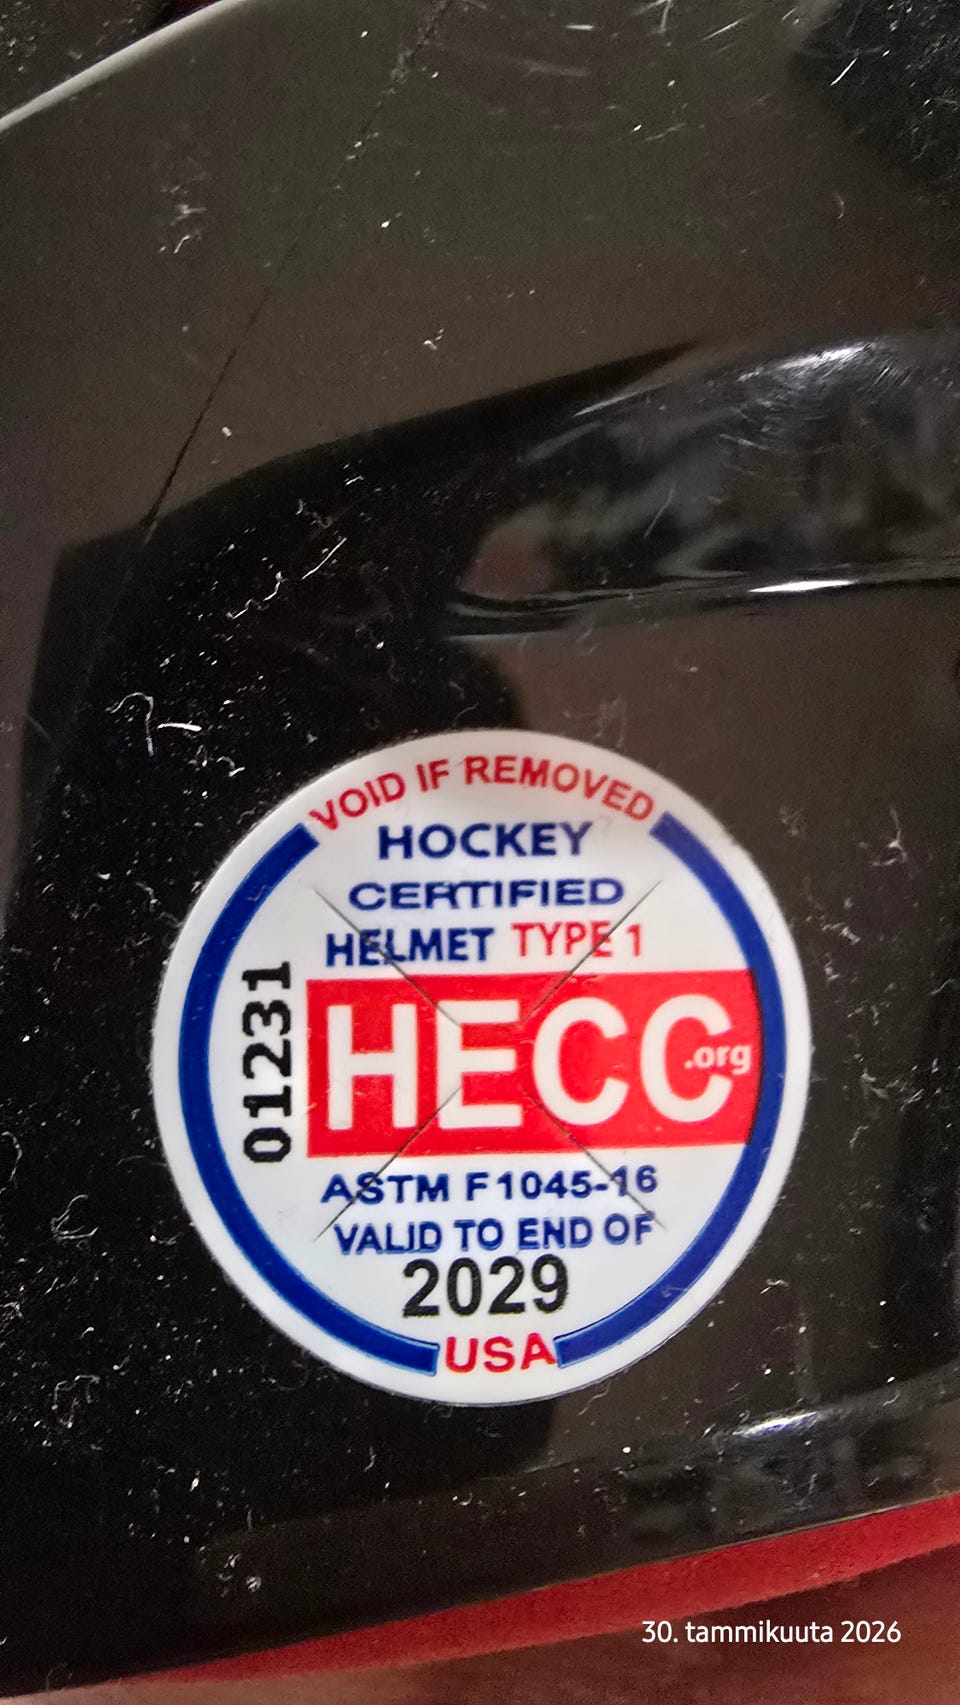 VOID IF REMOVED
HOCKEY
CERTIFIED
HELMET TYPE 1
01231
HECC.org
ASTM F1045-16
VALID TO END OF
2029
USA
30. tammikuuta 2026